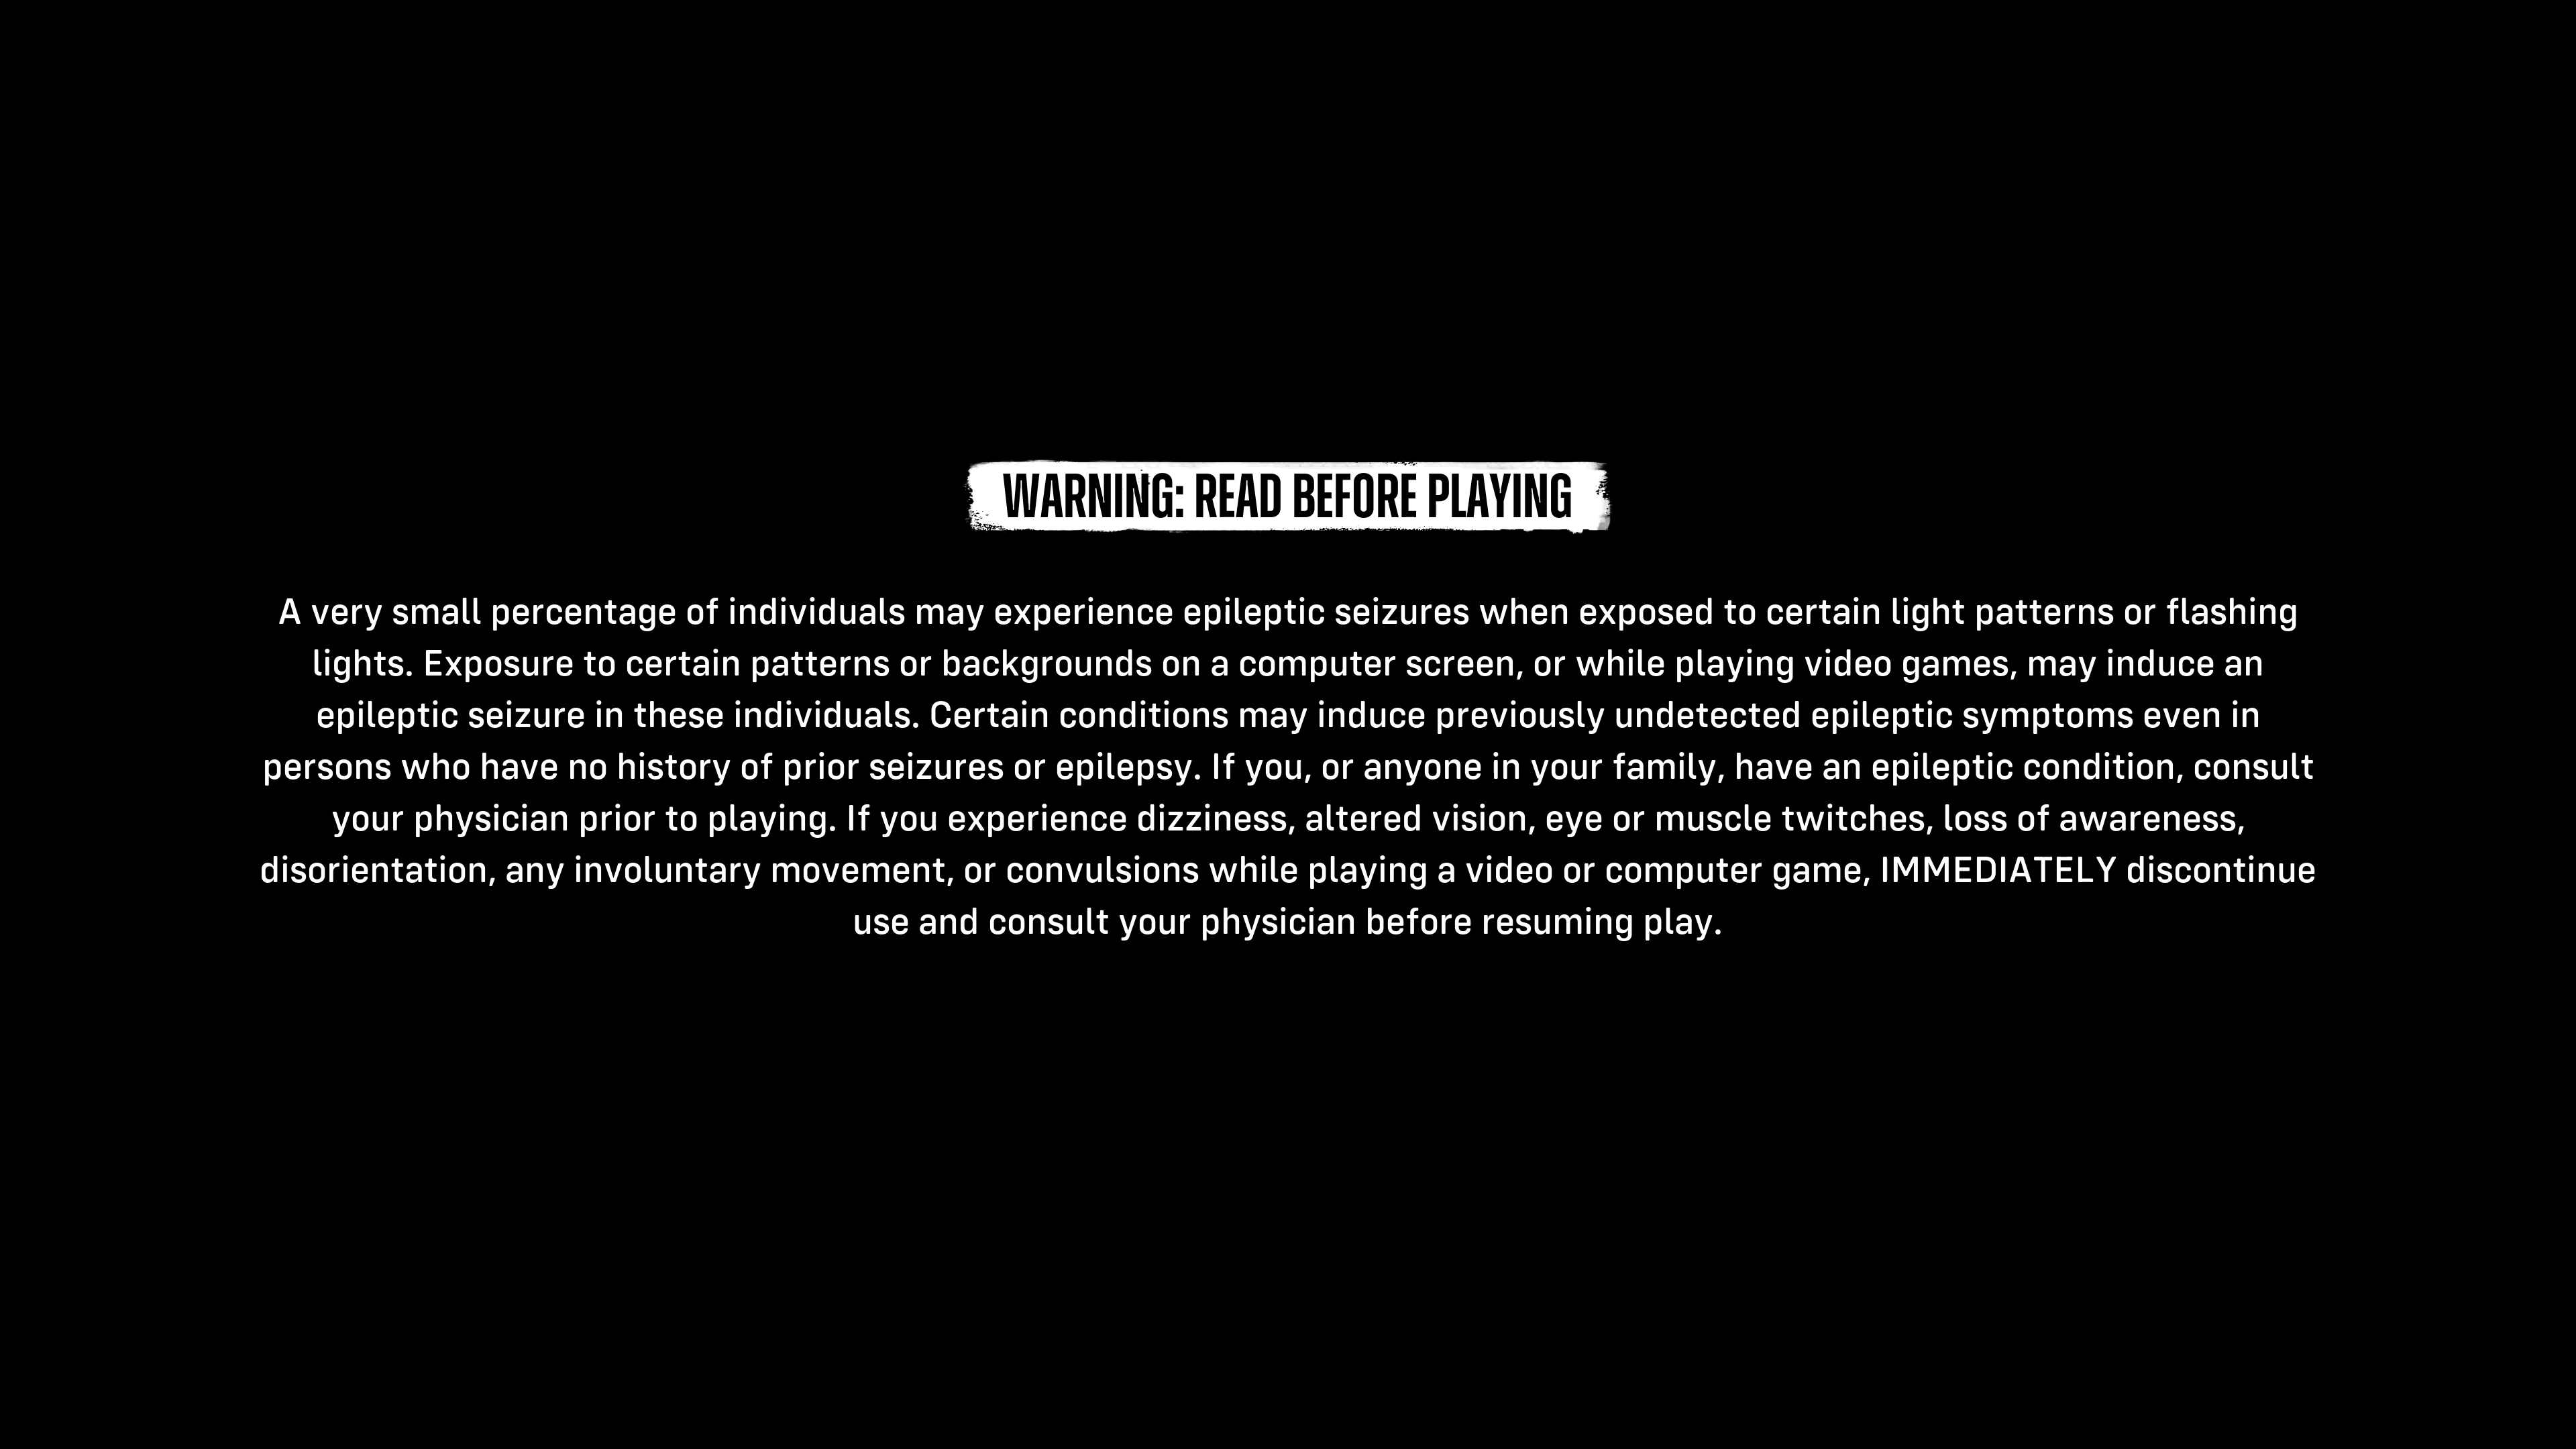 WARNING: READ BEFORE PLAYING
A very small percentage of individuals may experience epileptic seizures when exposed to certain light patterns or flashing
lights. Exposure to certain patterns or backgrounds on a computer screen, or while playing video games, may induce an
epileptic seizure in these individuals. Certain conditions may induce previously undetected epileptic symptoms even in
persons who have no history of prior seizures or epilepsy. If you, or anyone in your family, have an epileptic condition, consult
your physician prior to playing. If you experience dizziness, altered vision, eye or muscle twitches, loss of awareness,
disorientation, any involuntary movement, or convulsions while playing a video or computer game, IMMEDIATELY discontinue
use and consult your physician before resuming play.